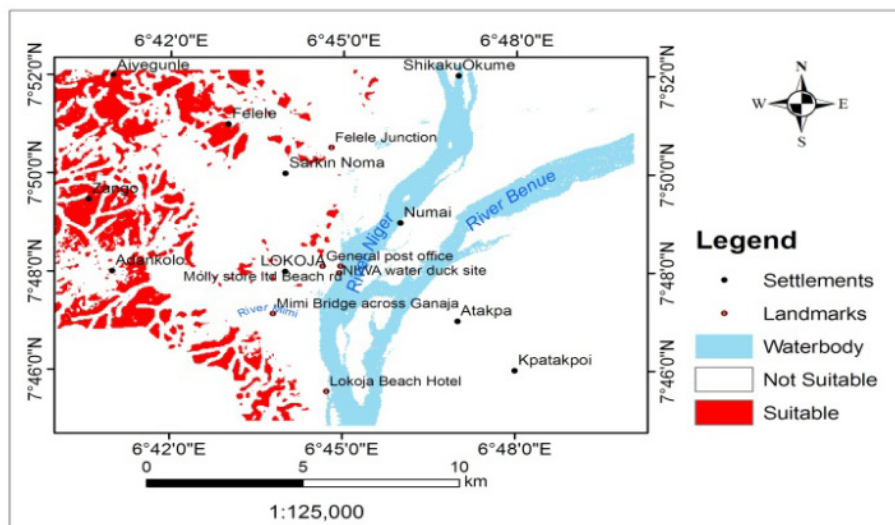 6°42'0"E 6°45'0"E 6°48'0"E
7°52'0"N
7°50'0"N
7°48'0"N
7°46'0"N
Aiyegunle
ShikakuOkume
Felele
Felele Junction
Sarkin Noma
Zango
Numai
River Niger
River Benue
Adankolo
LOKOJA
General post office
Molly store ltd Beach rd
NIWA water duck site
River Mimi
Mimi Bridge across Ganaja
Atakpa
Kpatakpoi
Lokoja Beach Hotel
7°52'0"N
7°50'0"N
7°48'0"N
7°46'0"N
6°42'0"E 6°45'0"E 6°48'0"E
0 5 10
km
1:125,000
N
W E
S
Legend
Settlements
Landmarks
Waterbody
Not Suitable
Suitable